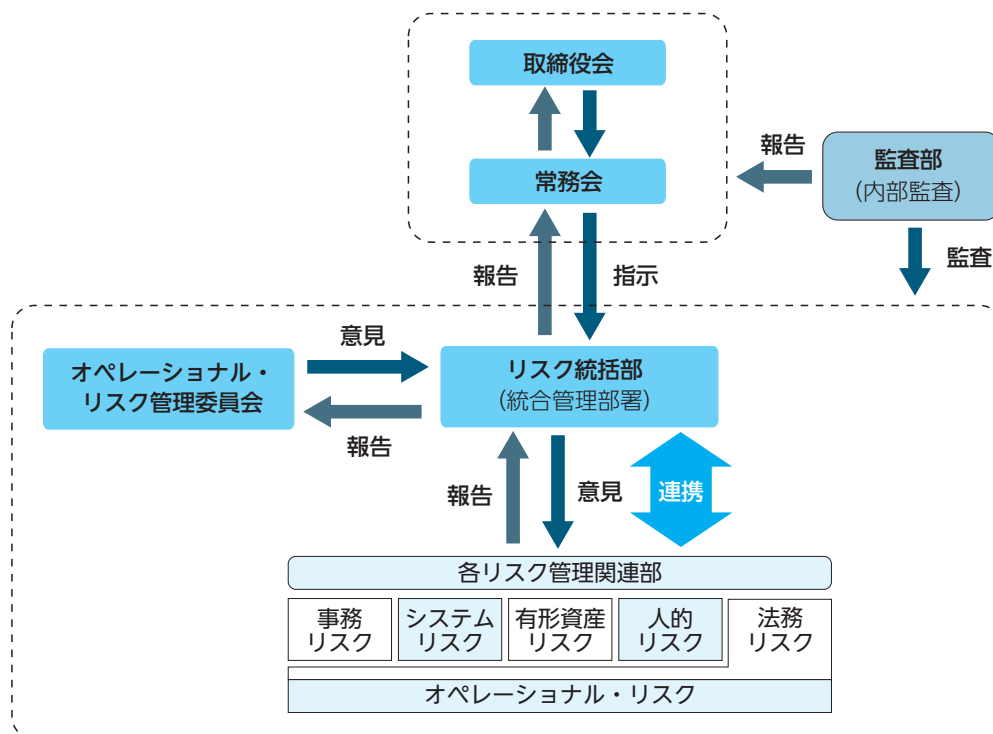 取締役会
常務会
報告
監査部
(内部監査)
監査
報告
指示
オペレーショナル・
リスク管理委員会
意見
報告
リスク統括部
(統合管理部署)
報告
意見
連携
各リスク管理関連部
事務
リスク
システム
リスク
有形資産
リスク
人的
リスク
法務
リスク
オペレーショナル・リスク